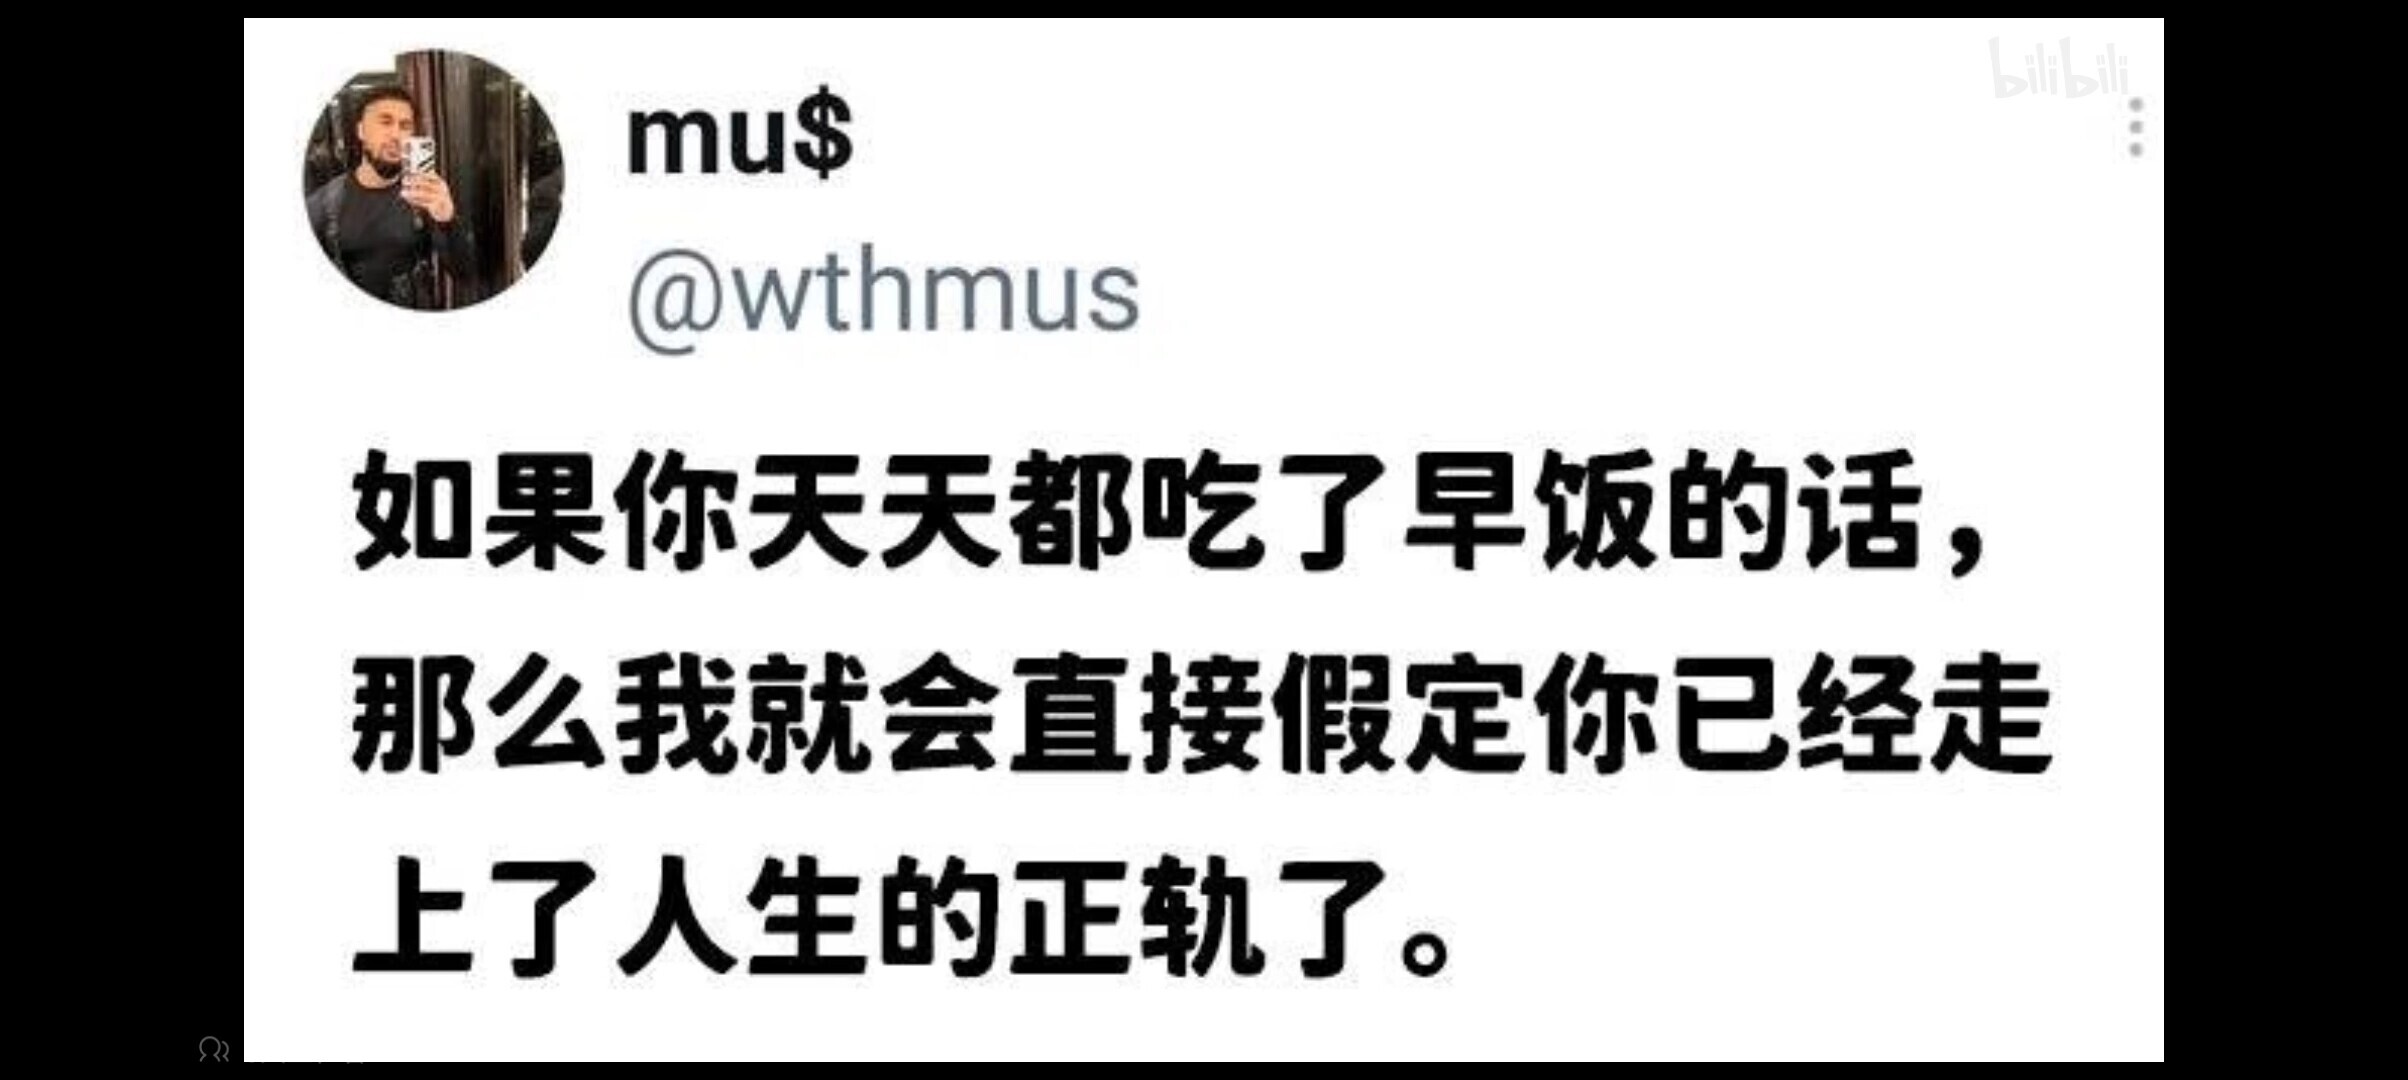 bilibili
mu$
@wthmus
如果你天天都吃了早饭的话，
那么我就会直接假定你已经走
上了人生的正轨了。